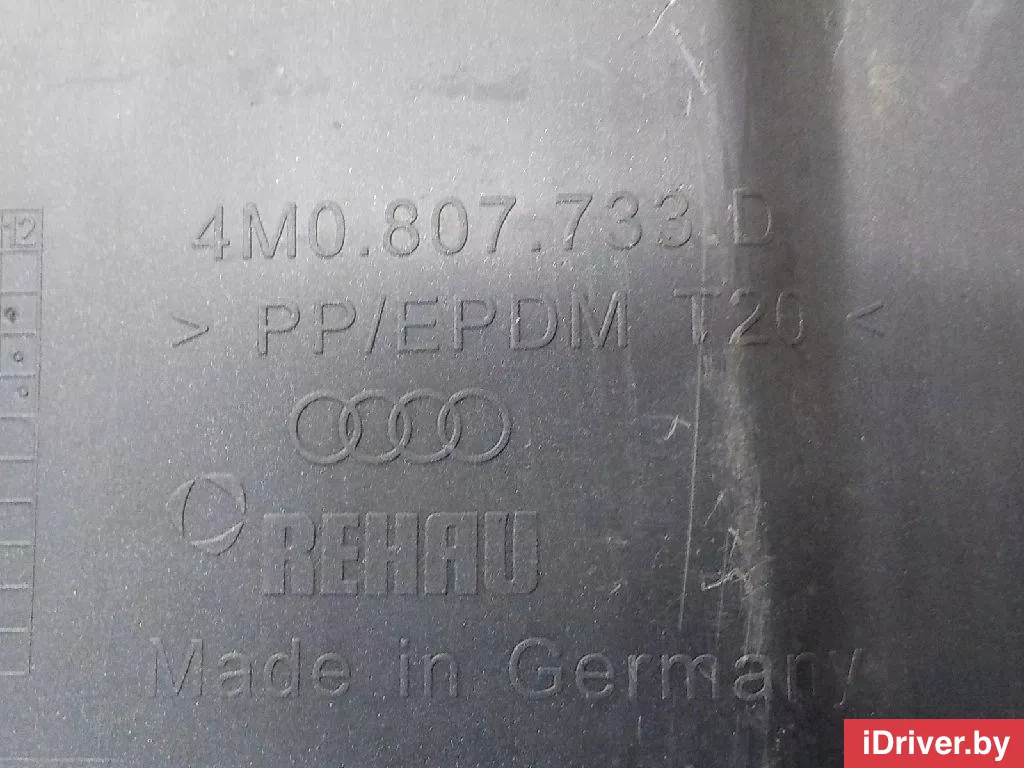 12
4M0.807.733.D
> PP/EPDM T20 <
REHAU
Made in Germany
iDriver.by